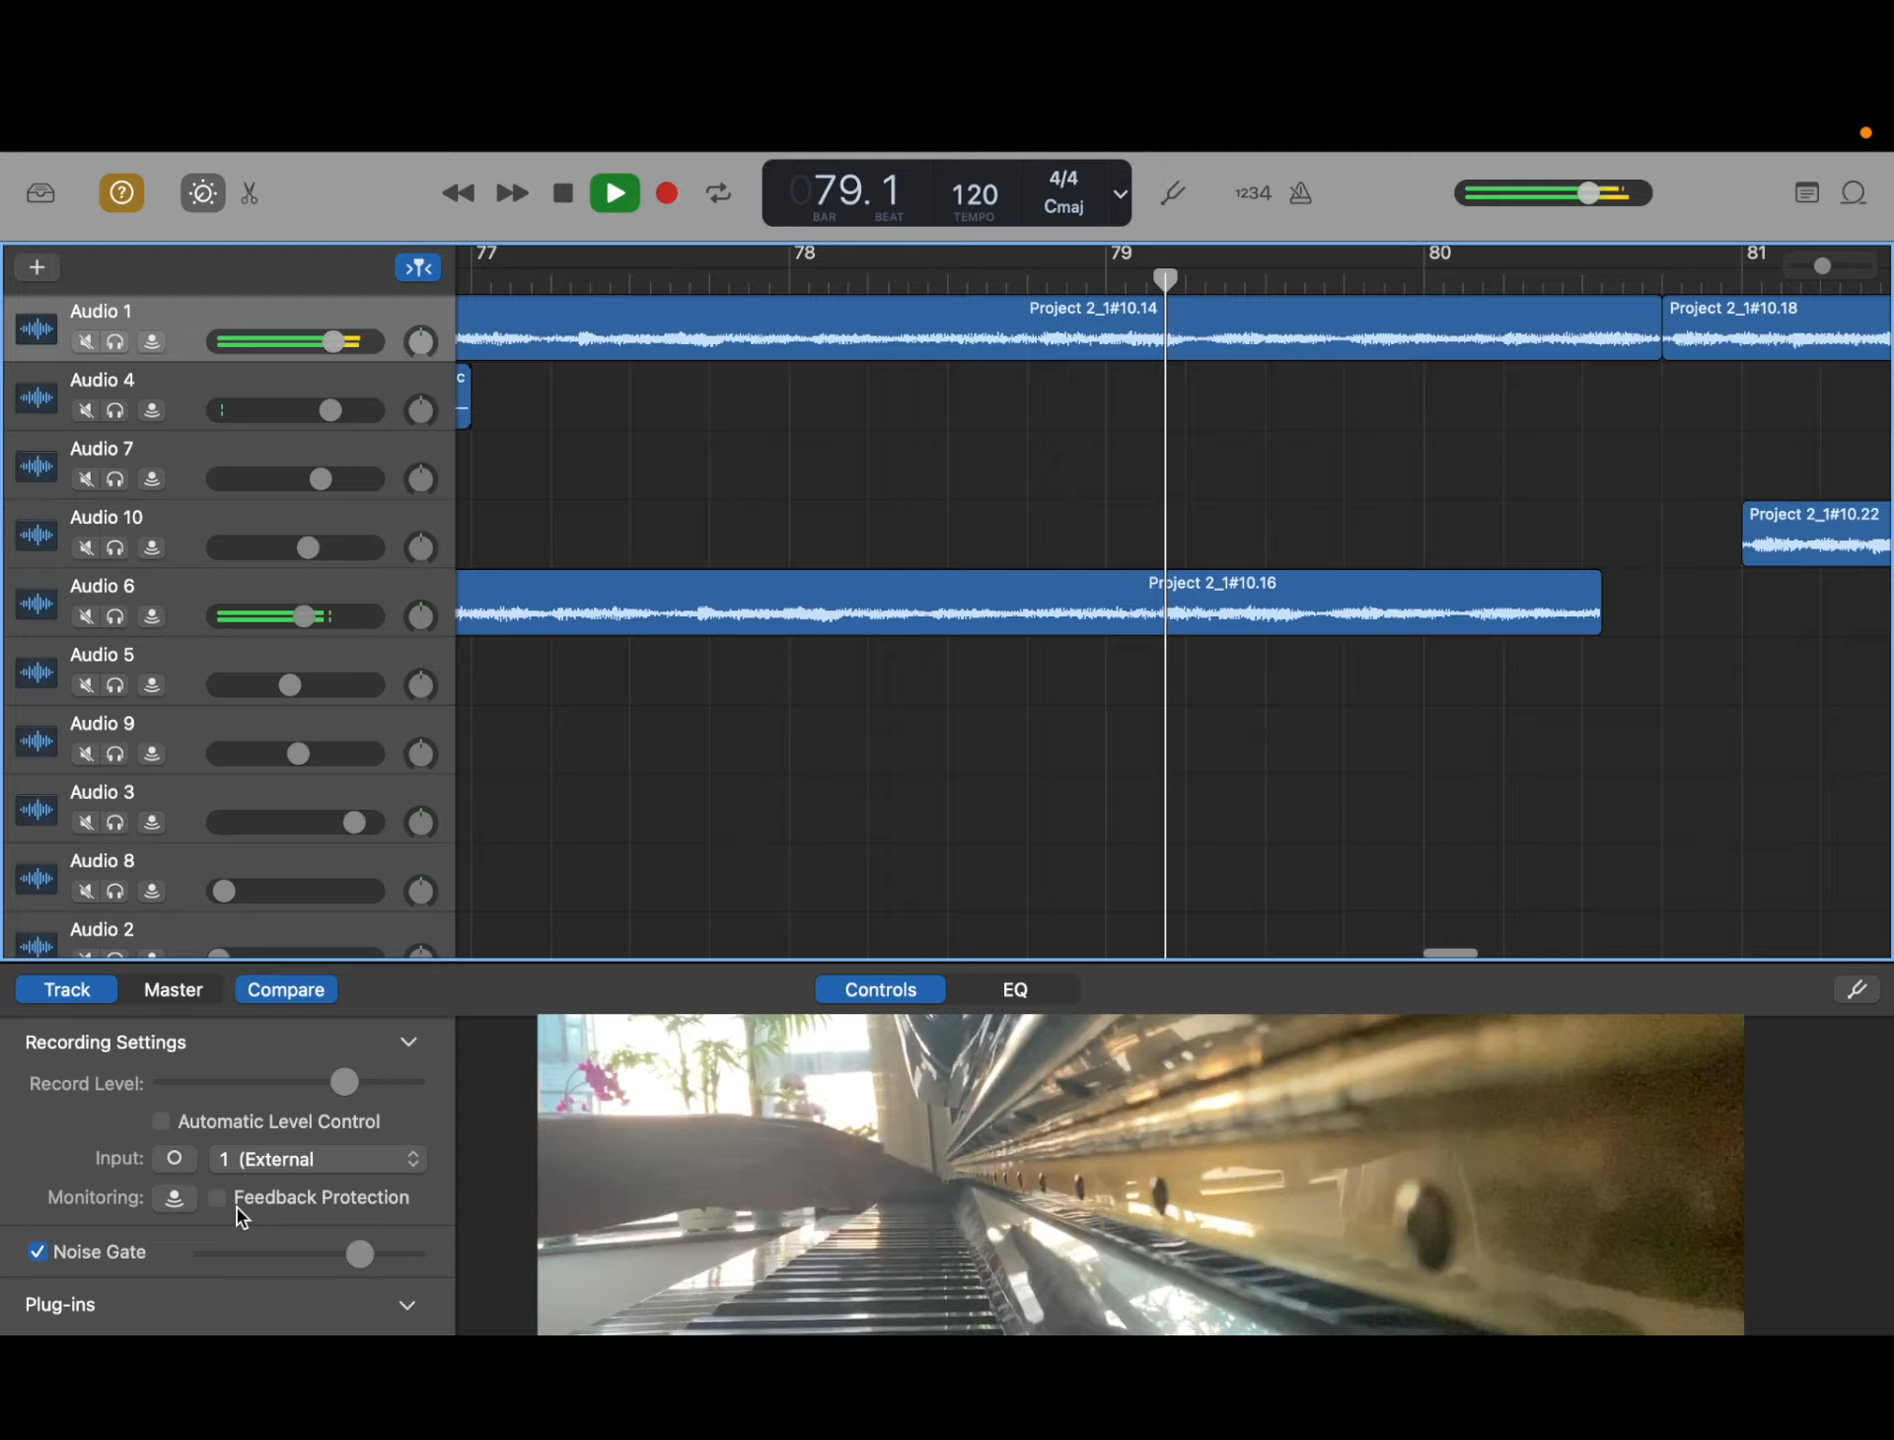 79. 1
BAR BEAT
120
TEMPO
4/4
Cmaj
1234
77 78 79 80 81
Audio 1
Project 2_1#10.14
Project 2_1#10.18
Audio 4
c
Audio 7
Audio 10
Project 2_1#10.22
Audio 6
Project 2_1#10.16
Audio 5
Audio 9
Audio 3
Audio 8
Audio 2
Track Master Compare Controls EQ
Recording Settings
Record Level:
Automatic Level Control
Input: 1 (External
Monitoring: Feedback Protection
Noise Gate
Plug-ins